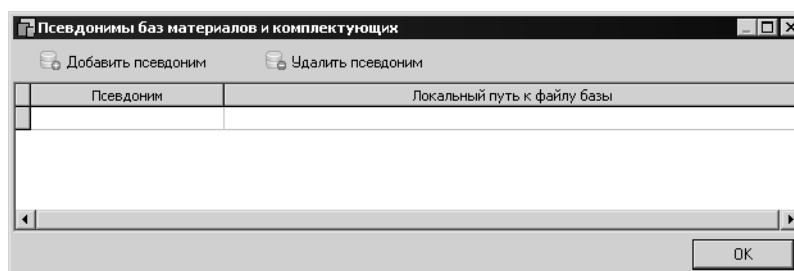 Псевдонимы баз материалов и комплектующих
Добавить псевдоним Удалить псевдоним
Псевдоним Локальный путь к файлу базы
OK